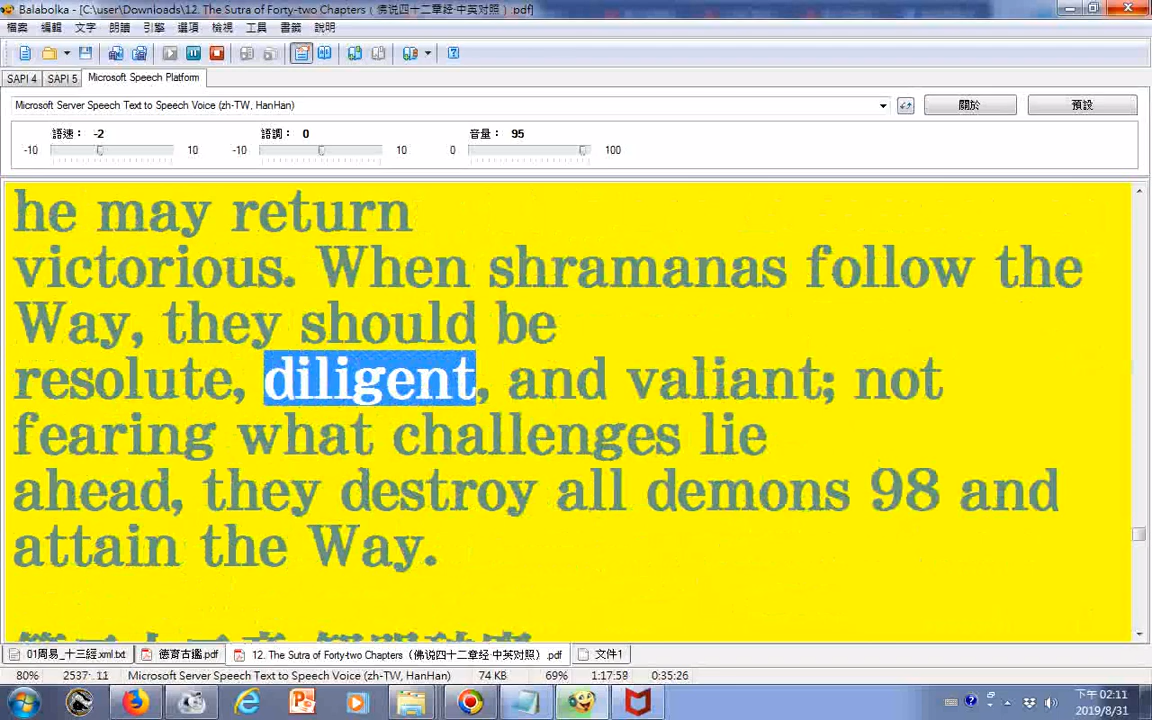 Balabolka - [C:\user\Downloads\12. The Sutra of Forty-two Chapters（佛说四十二章经·中英对照）.pdf]
檔案 編輯 文字 朗讀 引擎 選項 檢視 工具 書籤 說明
SAPI 4 SAPI 5 Microsoft Speech Platform
Microsoft Server Speech Text to Speech Voice (zh-TW, HanHan) 關於 預設
語速： -2 語調： 0 音量： 95
-10 10 -10 10 0 100
he may return
victorious. When shramanas follow the
Way, they should be
resolute, diligent, and valiant; not
fearing what challenges lie
ahead, they destroy all demons 98 and
attain the Way.
01周易_十三經.xml.txt 德育古鑑.pdf 12. The Sutra of Forty-two Chapters（佛说四十二章经·中英对照）.pdf 文件1
80% 2537:11 Microsoft Server Speech Text to Speech Voice (zh-TW, HanHan) 74 KB 69% 1:17:58 0:35:26
下午 02:11
2019/8/31